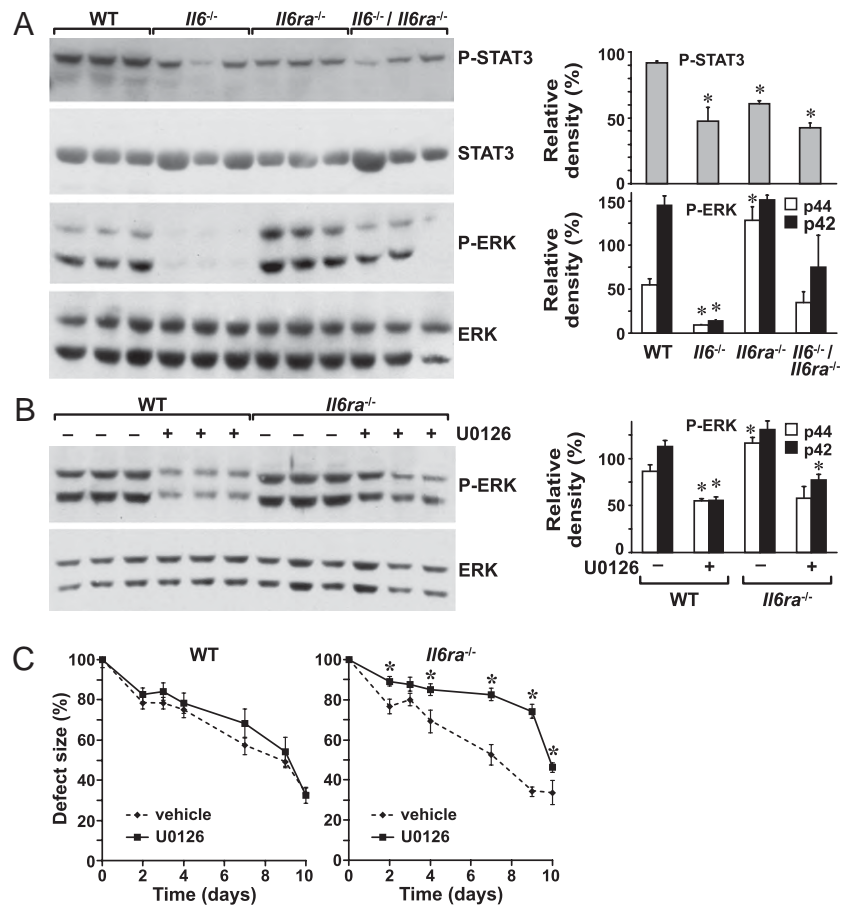 A
WT Il6-/- Il6ra-/- Il6-/- / Il6ra-/-
P-STAT3
STAT3
P-ERK
ERK
P-STAT3
Relative density (%)
100
50
0
* * *
P-ERK
p44
p42
Relative density (%)
150
100
50
0
* * *
WT Il6-/- Il6ra-/- Il6-/- / Il6ra-/-
B
WT Il6ra-/-
– – – + + + – – – + + + U0126
P-ERK
ERK
P-ERK
p44
p42
Relative density (%)
100
50
0
* * * *
U0126 – + – +
WT Il6ra-/-
C
WT
Defect size (%)
100
80
60
40
20
0
vehicle
U0126
0 2 4 6 8 10
Time (days)
Il6ra-/-
100
80
60
40
20
0
* * * * *
vehicle
U0126
0 2 4 6 8 10
Time (days)